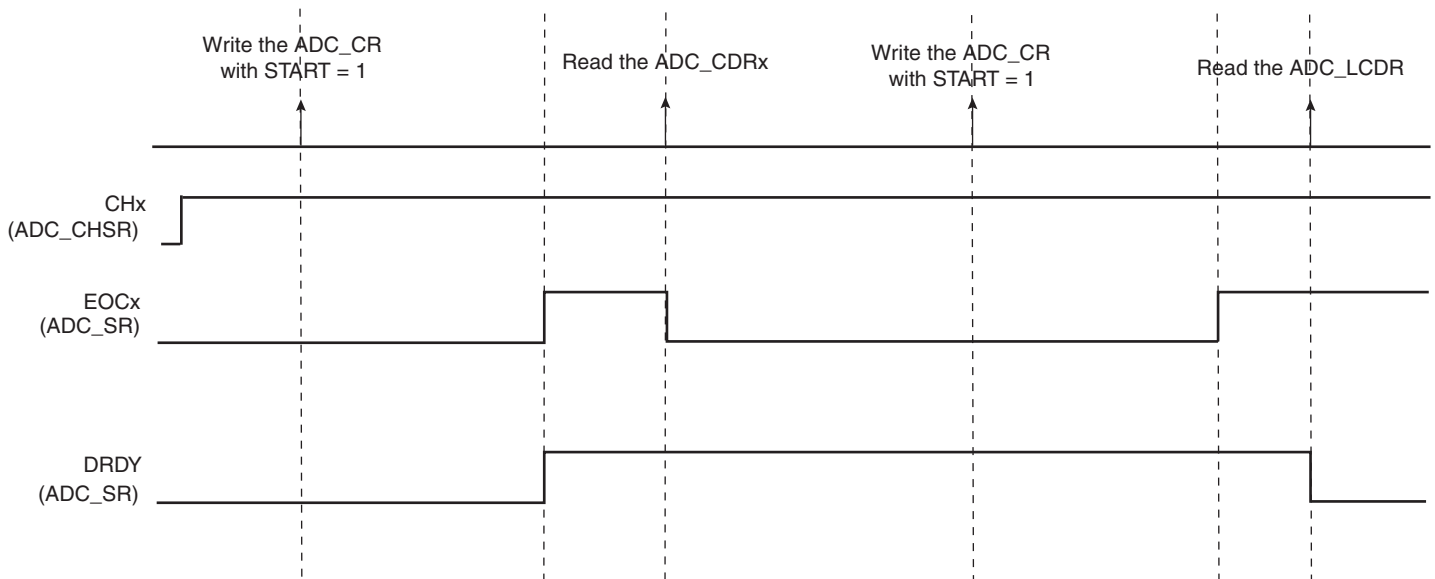 Write the ADC_CR
with START = 1
Read the ADC_CDRx
Write the ADC_CR
with START = 1
Read the ADC_LCDR
CHx
(ADC_CHSR)
EOCx
(ADC_SR)
DRDY
(ADC_SR)